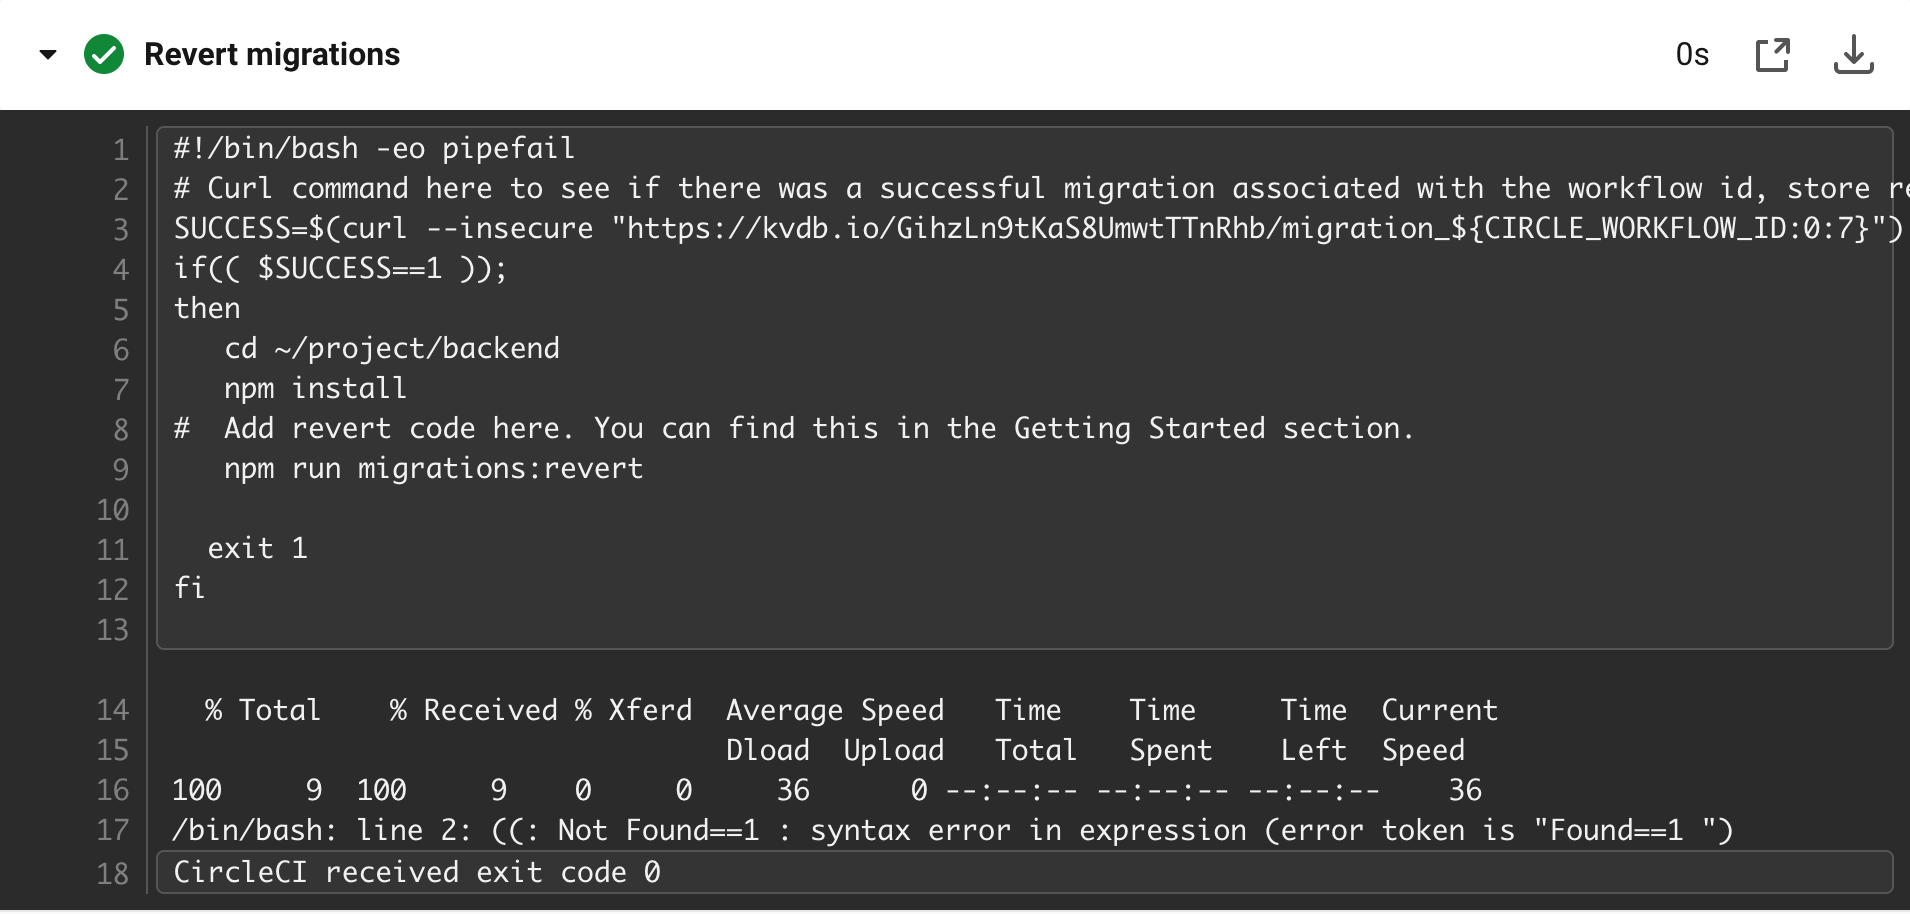 Revert migrations
0s
1 #!/bin/bash -eo pipefail
2 # Curl command here to see if there was a successful migration associated with the workflow id, store
3 SUCCESS=$(curl --insecure "https://kvdb.io/GihzLn9tKaS8UmwtTTnRhb/migration_${CIRCLE_WORKFLOW_ID:0:7}")
4 if(( $SUCCESS==1 ));
5 then
6    cd ~/project/backend
7    npm install
8 #  Add revert code here. You can find this in the Getting Started section.
9    npm run migrations:revert
10
11   exit 1
12 fi
13
14   % Total    % Received % Xferd  Average Speed   Time    Time     Time  Current
15                                  Dload  Upload   Total   Spent    Left  Speed
16 100     9  100     9    0     0     36      0 --:--:-- --:--:-- --:--:--    36
17 /bin/bash: line 2: ((: Not Found==1 : syntax error in expression (error token is "Found==1 ")
18 CircleCI received exit code 0